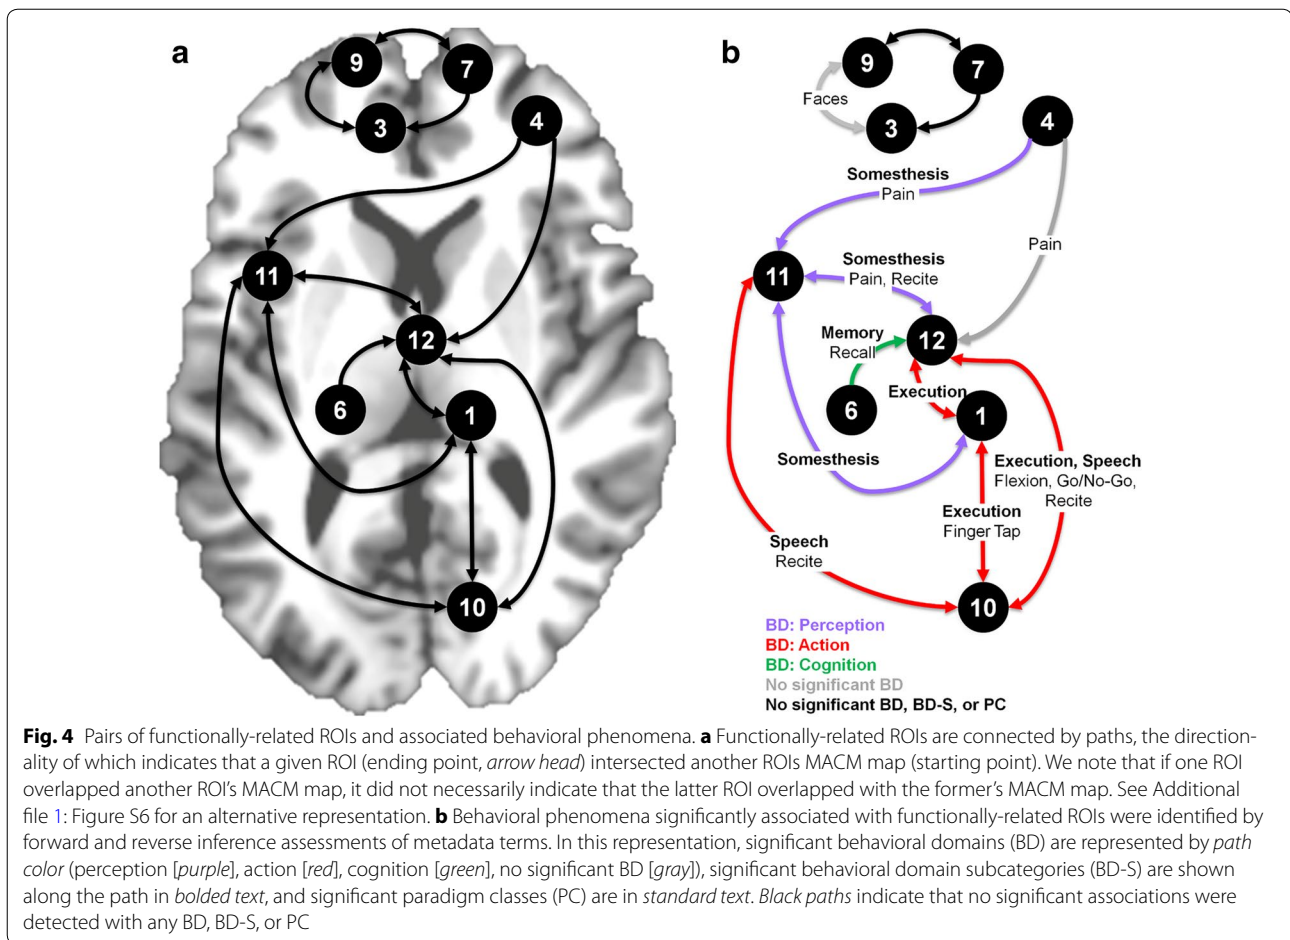 a
9
7
3
4
11
12
6
1
10
b
9
7
Faces
3
4
Somesthesis
Pain
Pain
11
Somesthesis
Pain, Recite
Memory
Recall
12
Execution
6
1
Somesthesis
Execution, Speech
Flexion, Go/No-Go,
Recite
Execution
Finger Tap
Speech
Recite
10
BD: Perception
BD: Action
BD: Cognition
No significant BD
No significant BD, BD-S, or PC
Fig. 4 Pairs of functionally-related ROIs and associated behavioral phenomena. a Functionally-related ROIs are connected by paths, the direction-
ality of which indicates that a given ROI (ending point, arrow head) intersected another ROIs MACM map (starting point). We note that if one ROI
overlapped another ROI's MACM map, it did not necessarily indicate that the latter ROI overlapped with the former's MACM map. See Additional
file 1: Figure S6 for an alternative representation. b Behavioral phenomena significantly associated with functionally-related ROIs were identified by
forward and reverse inference assessments of metadata terms. In this representation, significant behavioral domains (BD) are represented by path
color (perception [purple], action [red], cognition [green], no significant BD [gray]), significant behavioral domain subcategories (BD-S) are shown
along the path in bolded text, and significant paradigm classes (PC) are in standard text. Black paths indicate that no significant associations were
detected with any BD, BD-S, or PC